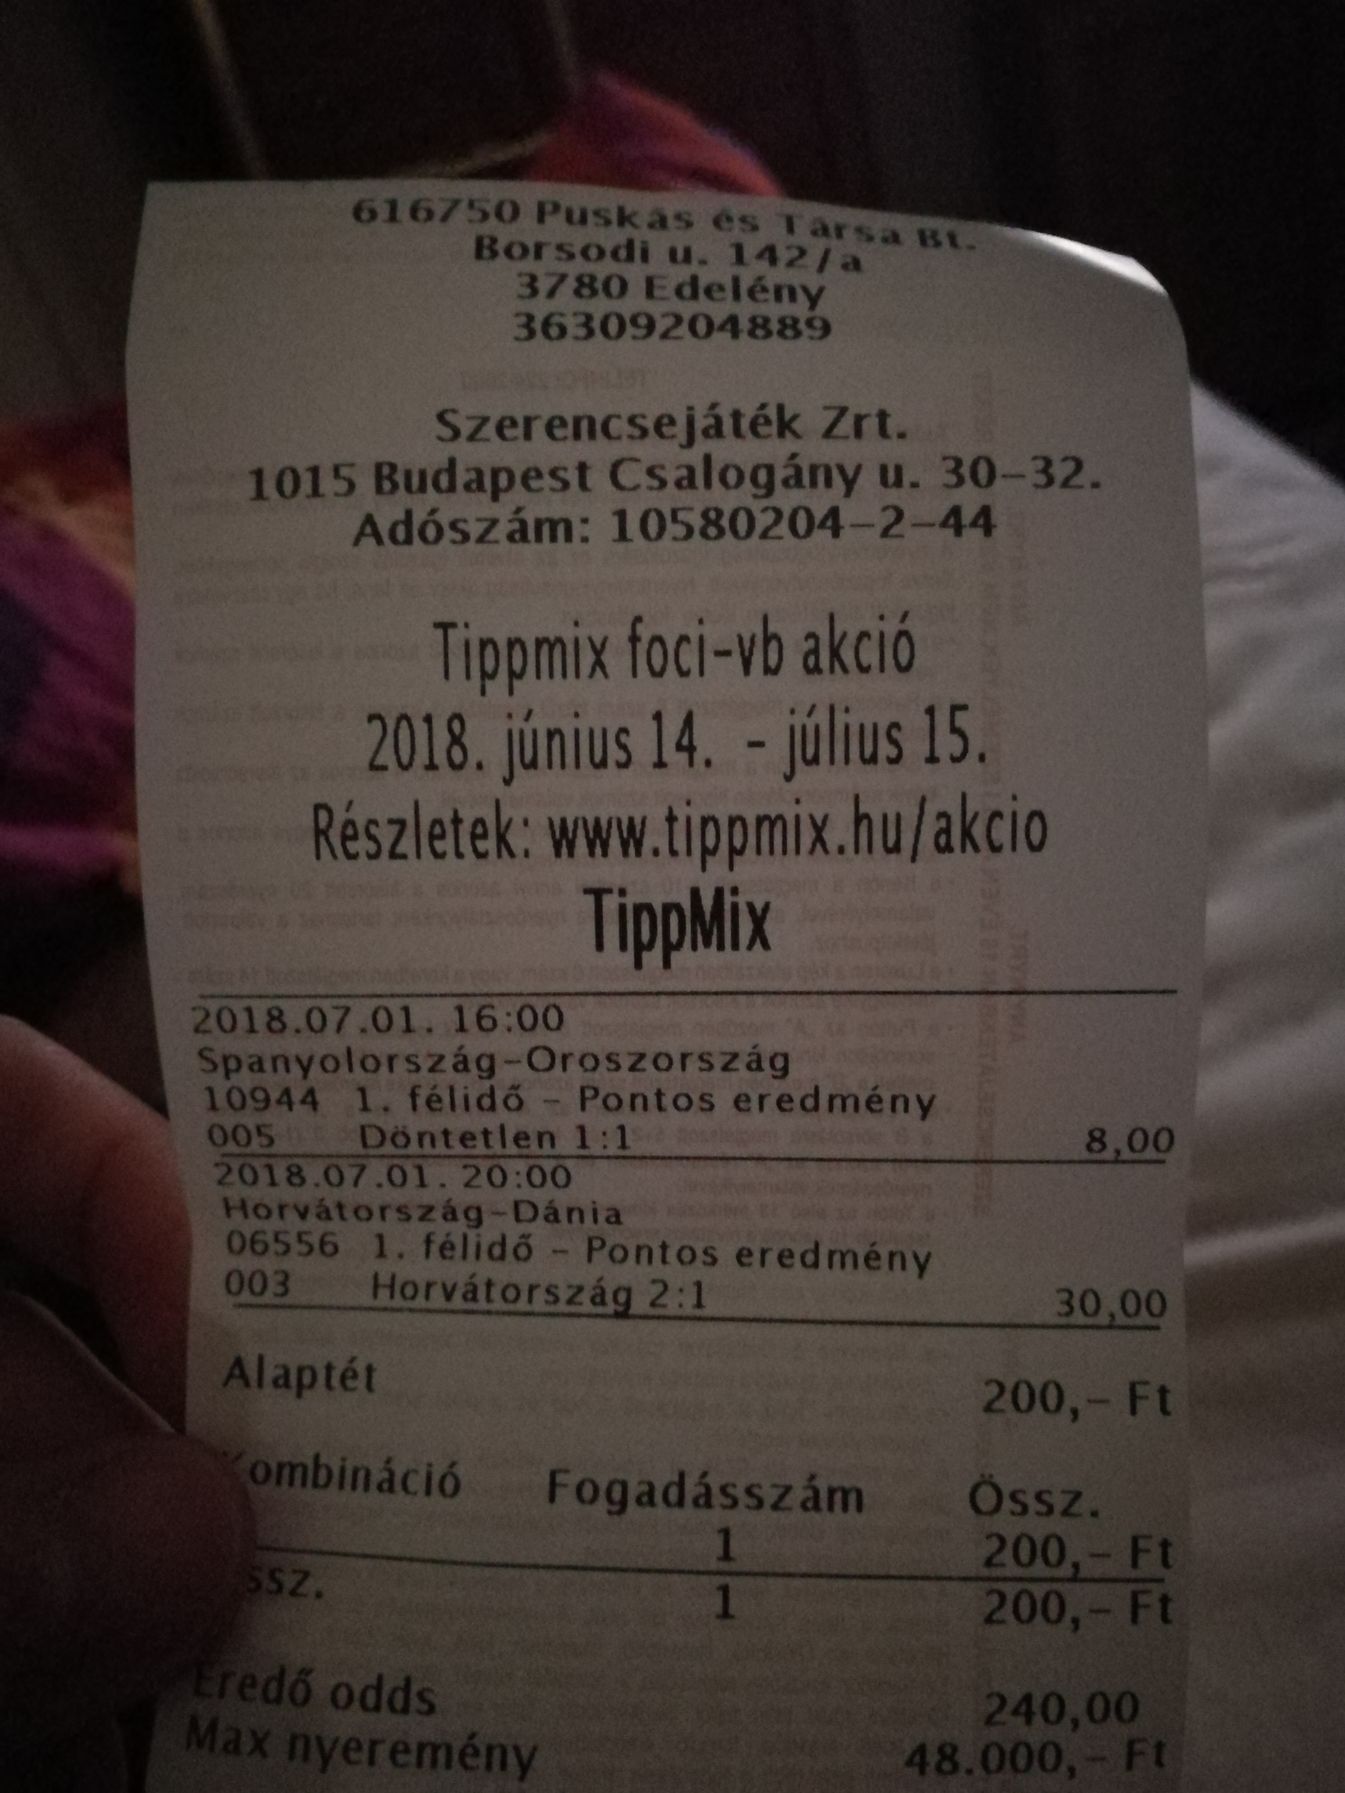 616750 Puskás és Társa Bt.
Borsodi u. 142/a
3780 Edelény
36309204889
Szerencsejáték Zrt.
1015 Budapest Csalogány u. 30-32.
Adószám: 10580204-2-44
Tippmix foci-vb akció
2018. június 14. - július 15.
Részletek: www.tippmix.hu/akcio
TippMix
2018.07.01. 16:00
Spanyolország-Oroszország
10944 1. félidő - Pontos eredmény
005 Döntetlen 1:1 8,00
2018.07.01. 20:00
Horvátország-Dánia
06556 1. félidő - Pontos eredmény
003 Horvátország 2:1 30,00
Alaptét 200,- Ft
ombináció Fogadásszám Össz.
1 200,- Ft
ssz. 1 200,- Ft
Eredő odds 240,00
Max nyeremény 48.000,- Ft